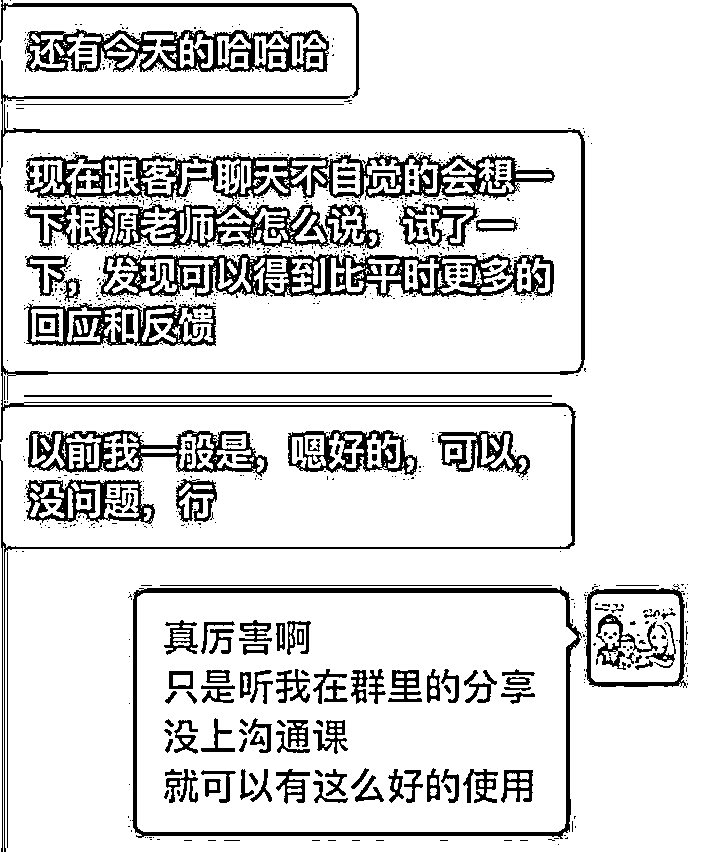 还有今天的哈哈哈
现在跟客户聊天不自觉的会想一
下根源老师会怎么说，试了一
下，发现可以得到比平时更多的
回应和反馈
以前我一般是，嗯好的，可以，
没问题，行
真厉害啊
只是听我在群里的分享
没上沟通课
就可以有这么好的使用